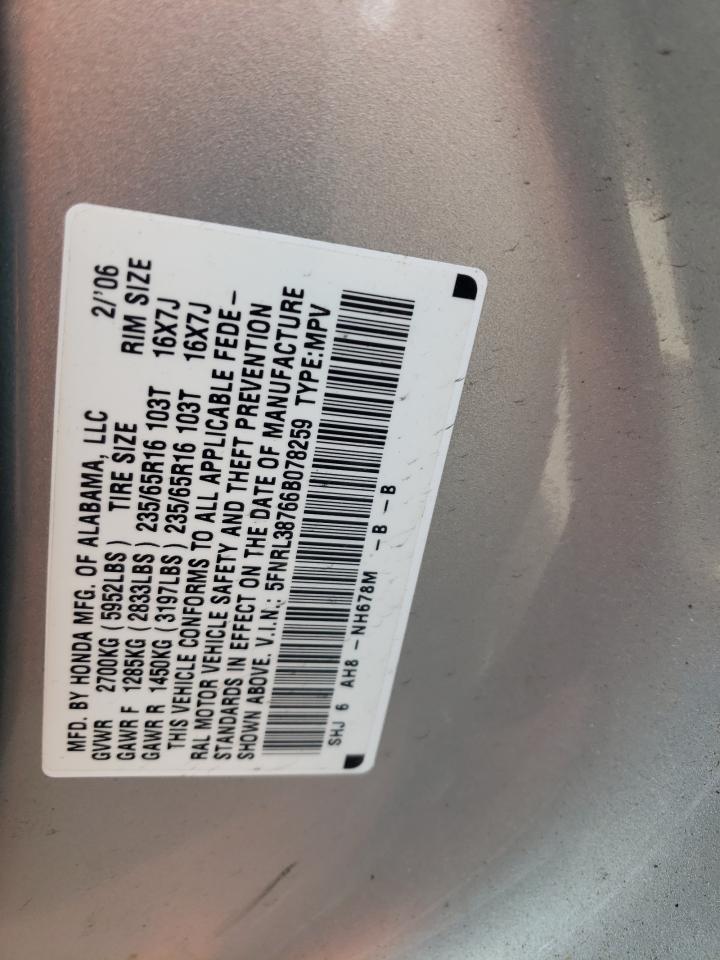 MFD. BY HONDA MFG. OF ALABAMA, LLC 2/'06
GVWR 2700KG (5952LBS) TIRE SIZE RIM SIZE
GAWR F 1285KG (2833LBS) 235/65R16 103T 16X7J
GAWR R 1450KG (3197LBS) 235/65R16 103T 16X7J
THIS VEHICLE CONFORMS TO ALL APPLICABLE FEDE-
RAL MOTOR VEHICLE SAFETY AND THEFT PREVENTION
STANDARDS IN EFFECT ON THE DATE OF MANUFACTURE
SHOWN ABOVE. V.I.N.: 5FNRL38766B078259 TYPE:MPV
SHJ 6 AH8 - NH678M - B - B